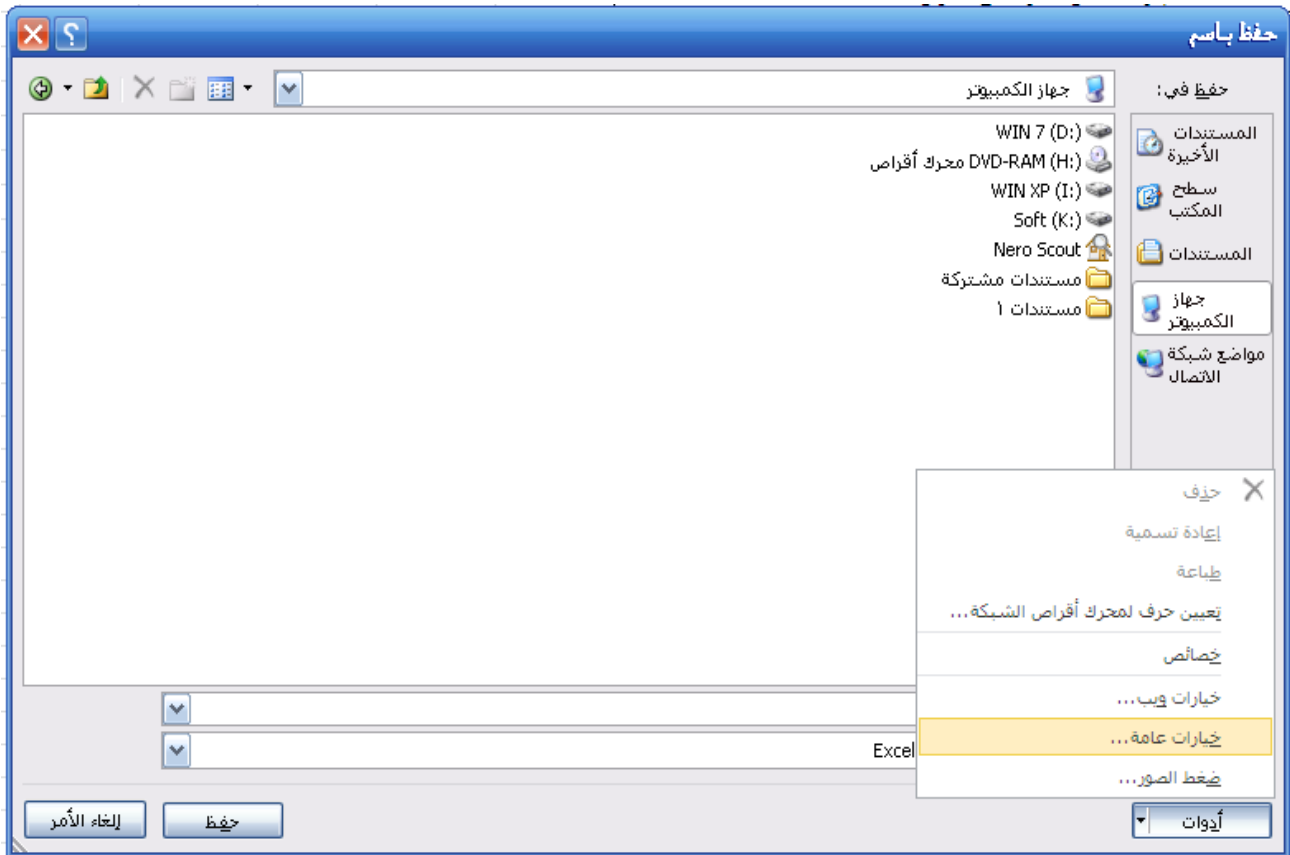 حفظ باسم
حفظ في:
جهاز الكمبيوتر
المستندات
الأخيرة
سطح
المكتب
المستندات
جهاز
الكمبيوتر
مواضع شبكة
الاتصال
WIN 7 (D:)
محرك أقراص DVD-RAM (H:)
WIN XP (I:)
Soft (K:)
Nero Scout
مستندات مشتركة
مستندات ١
حذف
إعادة تسمية
طباعة
تعيين حرف لمحرك أقراص الشبكة...
خصائص
خيارات ويب...
خيارات عامة...
ضغط الصور...
Excel
أدوات
حفظ
إلغاء الأمر